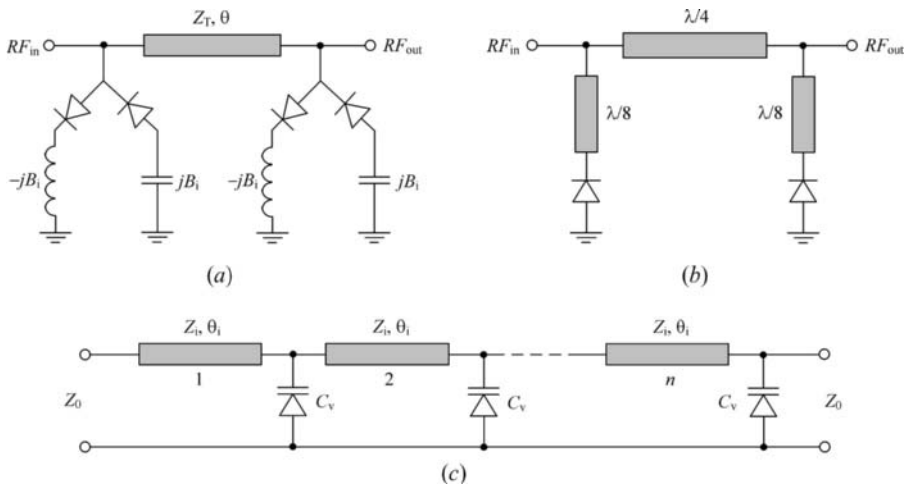 Z_T, θ
RF_in
RF_out
–jB_i
jB_i
–jB_i
jB_i
(a)
λ/4
RF_in
RF_out
λ/8
λ/8
(b)
Z_i, θ_i
Z_i, θ_i
Z_i, θ_i
1
2
n
Z_0
C_v
C_v
C_v
Z_0
(c)